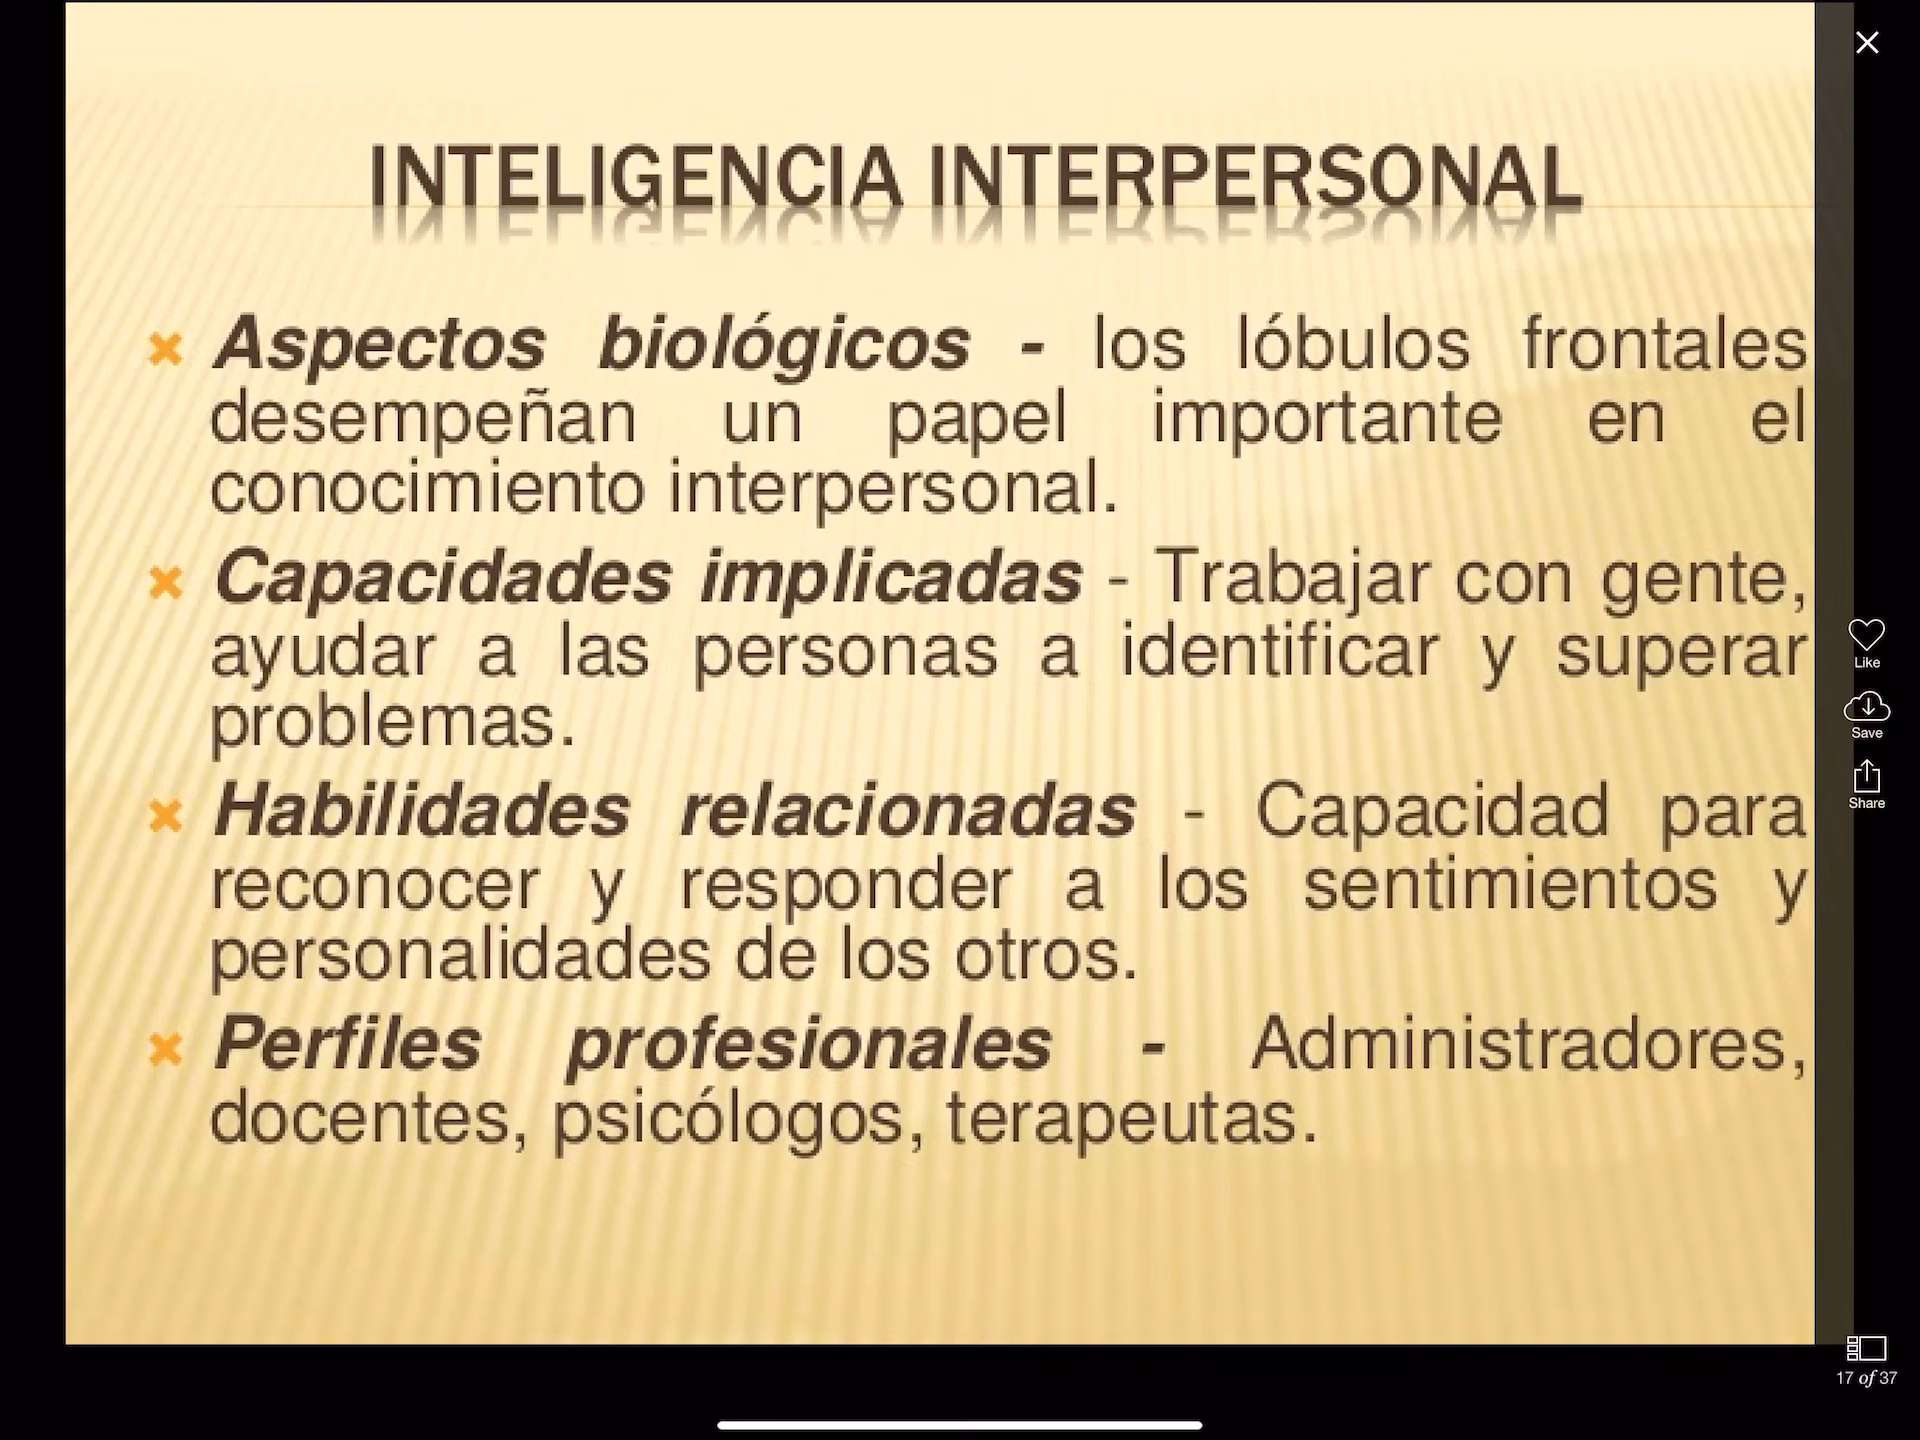 INTELIGENCIA INTERPERSONAL
Aspectos biológicos - los lóbulos frontales
desempeñan un papel importante en el
conocimiento interpersonal.
Capacidades implicadas - Trabajar con gente,
ayudar a las personas a identificar y superar
problemas.
Habilidades relacionadas - Capacidad para
reconocer y responder a los sentimientos y
personalidades de los otros.
Perfiles profesionales - Administradores,
docentes, psicólogos, terapeutas.
Like
Save
Share
17 of 37